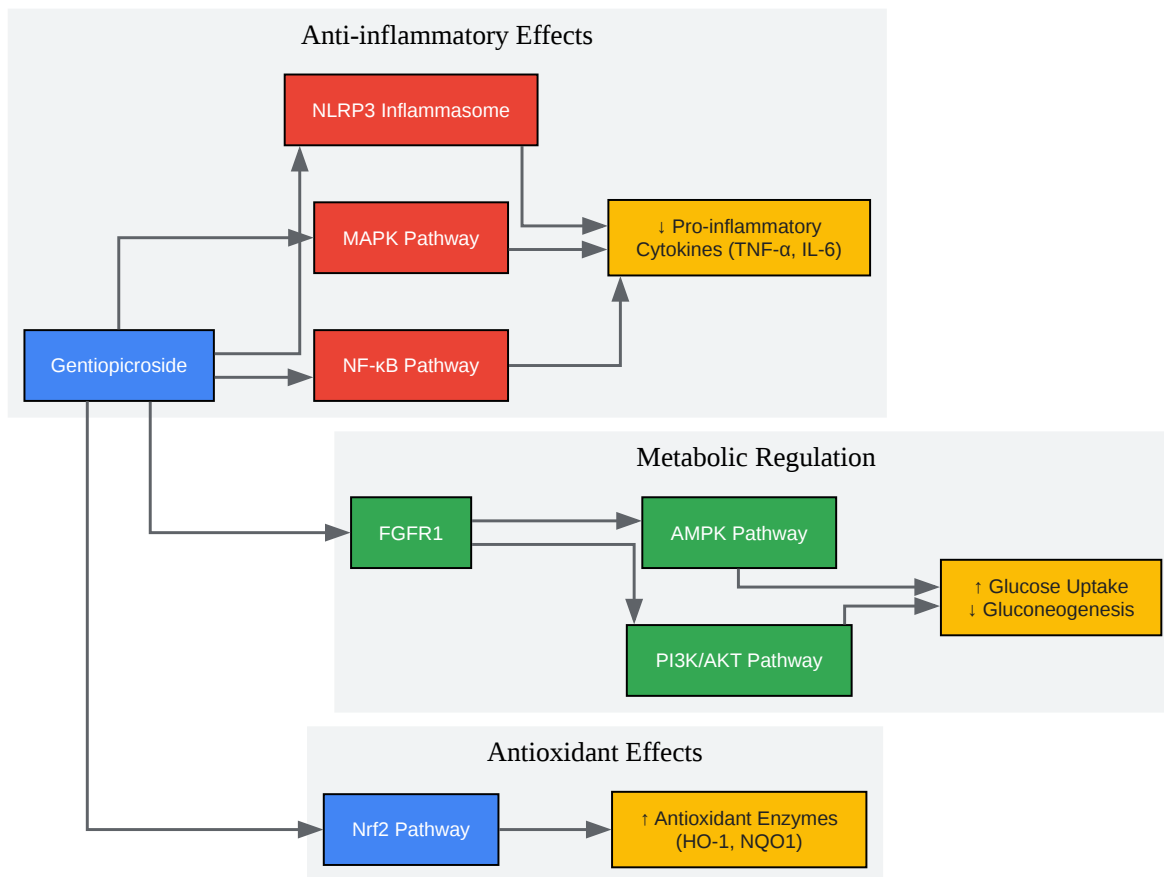 Anti-inflammatory Effects
NLRP3 Inflammasome
MAPK Pathway
↓ Pro-inflammatory
Cytokines (TNF-α, IL-6)
Gentiopicroside
NF-κB Pathway
Metabolic Regulation
FGFR1
AMPK Pathway
↑ Glucose Uptake
↓ Gluconeogenesis
PI3K/AKT Pathway
Antioxidant Effects
Nrf2 Pathway
↑ Antioxidant Enzymes
(HO-1, NQO1)